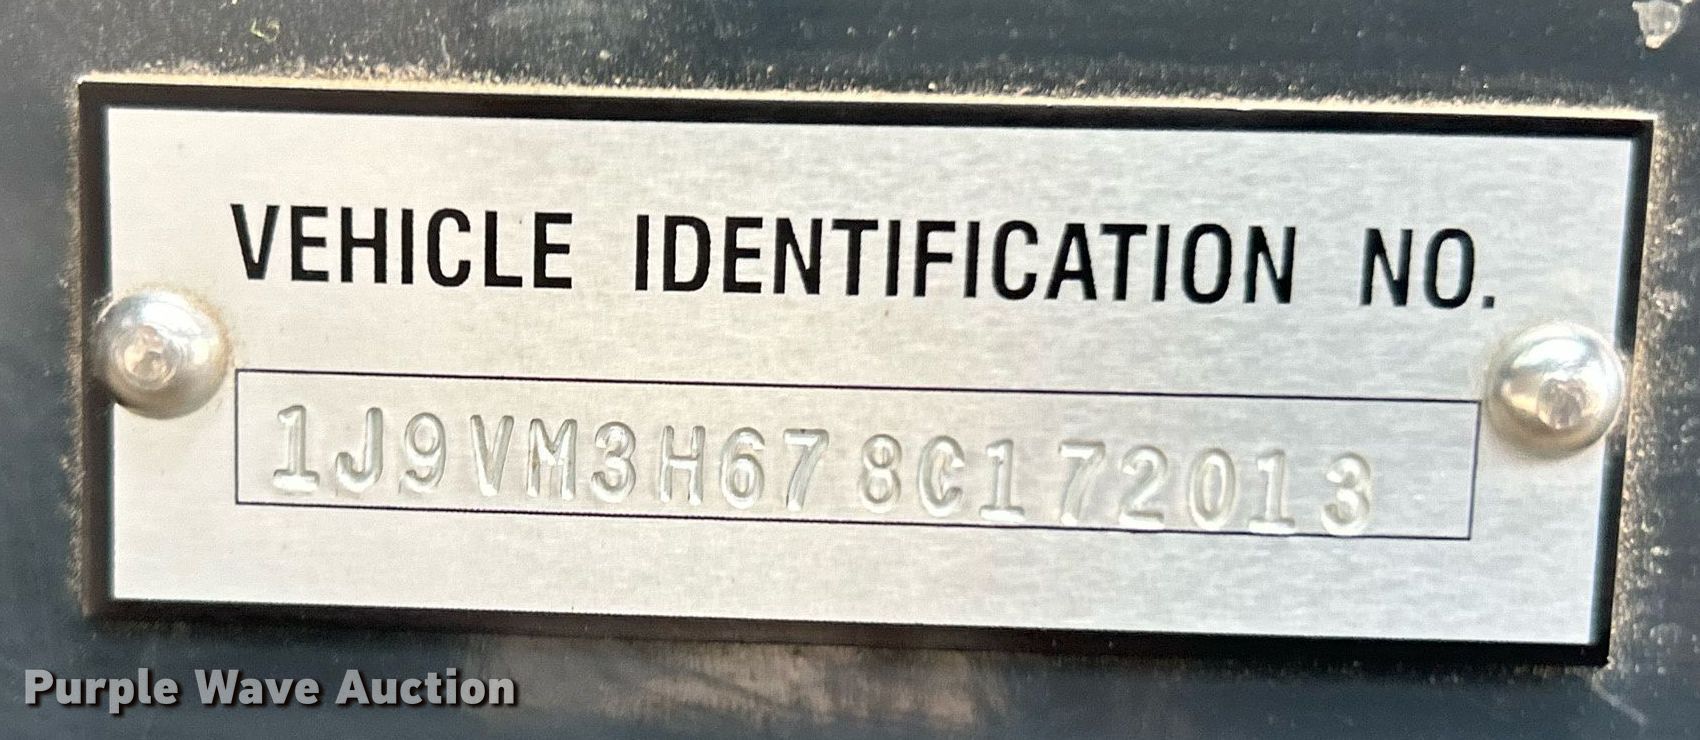 VEHICLE IDENTIFICATION NO.
1J9VM3H678C172013
Purple Wave Auction